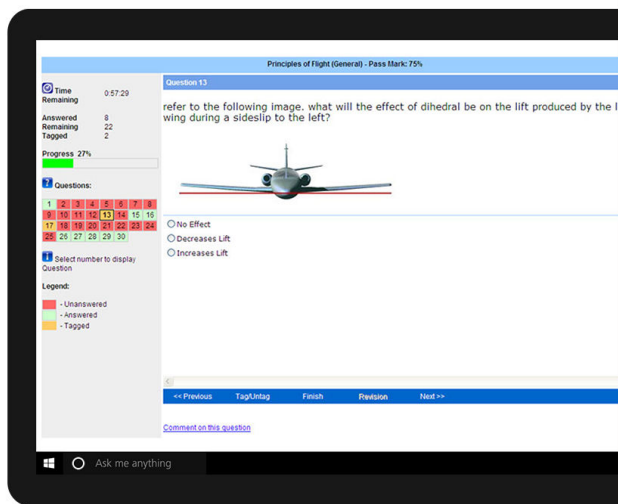 Principles of Flight (General) - Pass Mark: 75%
Time
Remaining
0:57:29
Answered 8
Remaining 22
Tagged 2
Progress 27%
Questions:
1 2 3 4 5 6 7 8
9 10 11 12 13 14 15 16
17 18 19 20 21 22 23 24
25 26 27 28 29 30
Select number to display
Question
Legend:
- Unanswered
- Answered
- Tagged
Question 13
refer to the following image. what will the effect of dihedral be on the lift produced by the l
wing during a sideslip to the left?
No Effect
Decreases Lift
Increases Lift
<< Previous Tag/Untag Finish Revision Next >>
Comment on this question
Ask me anything